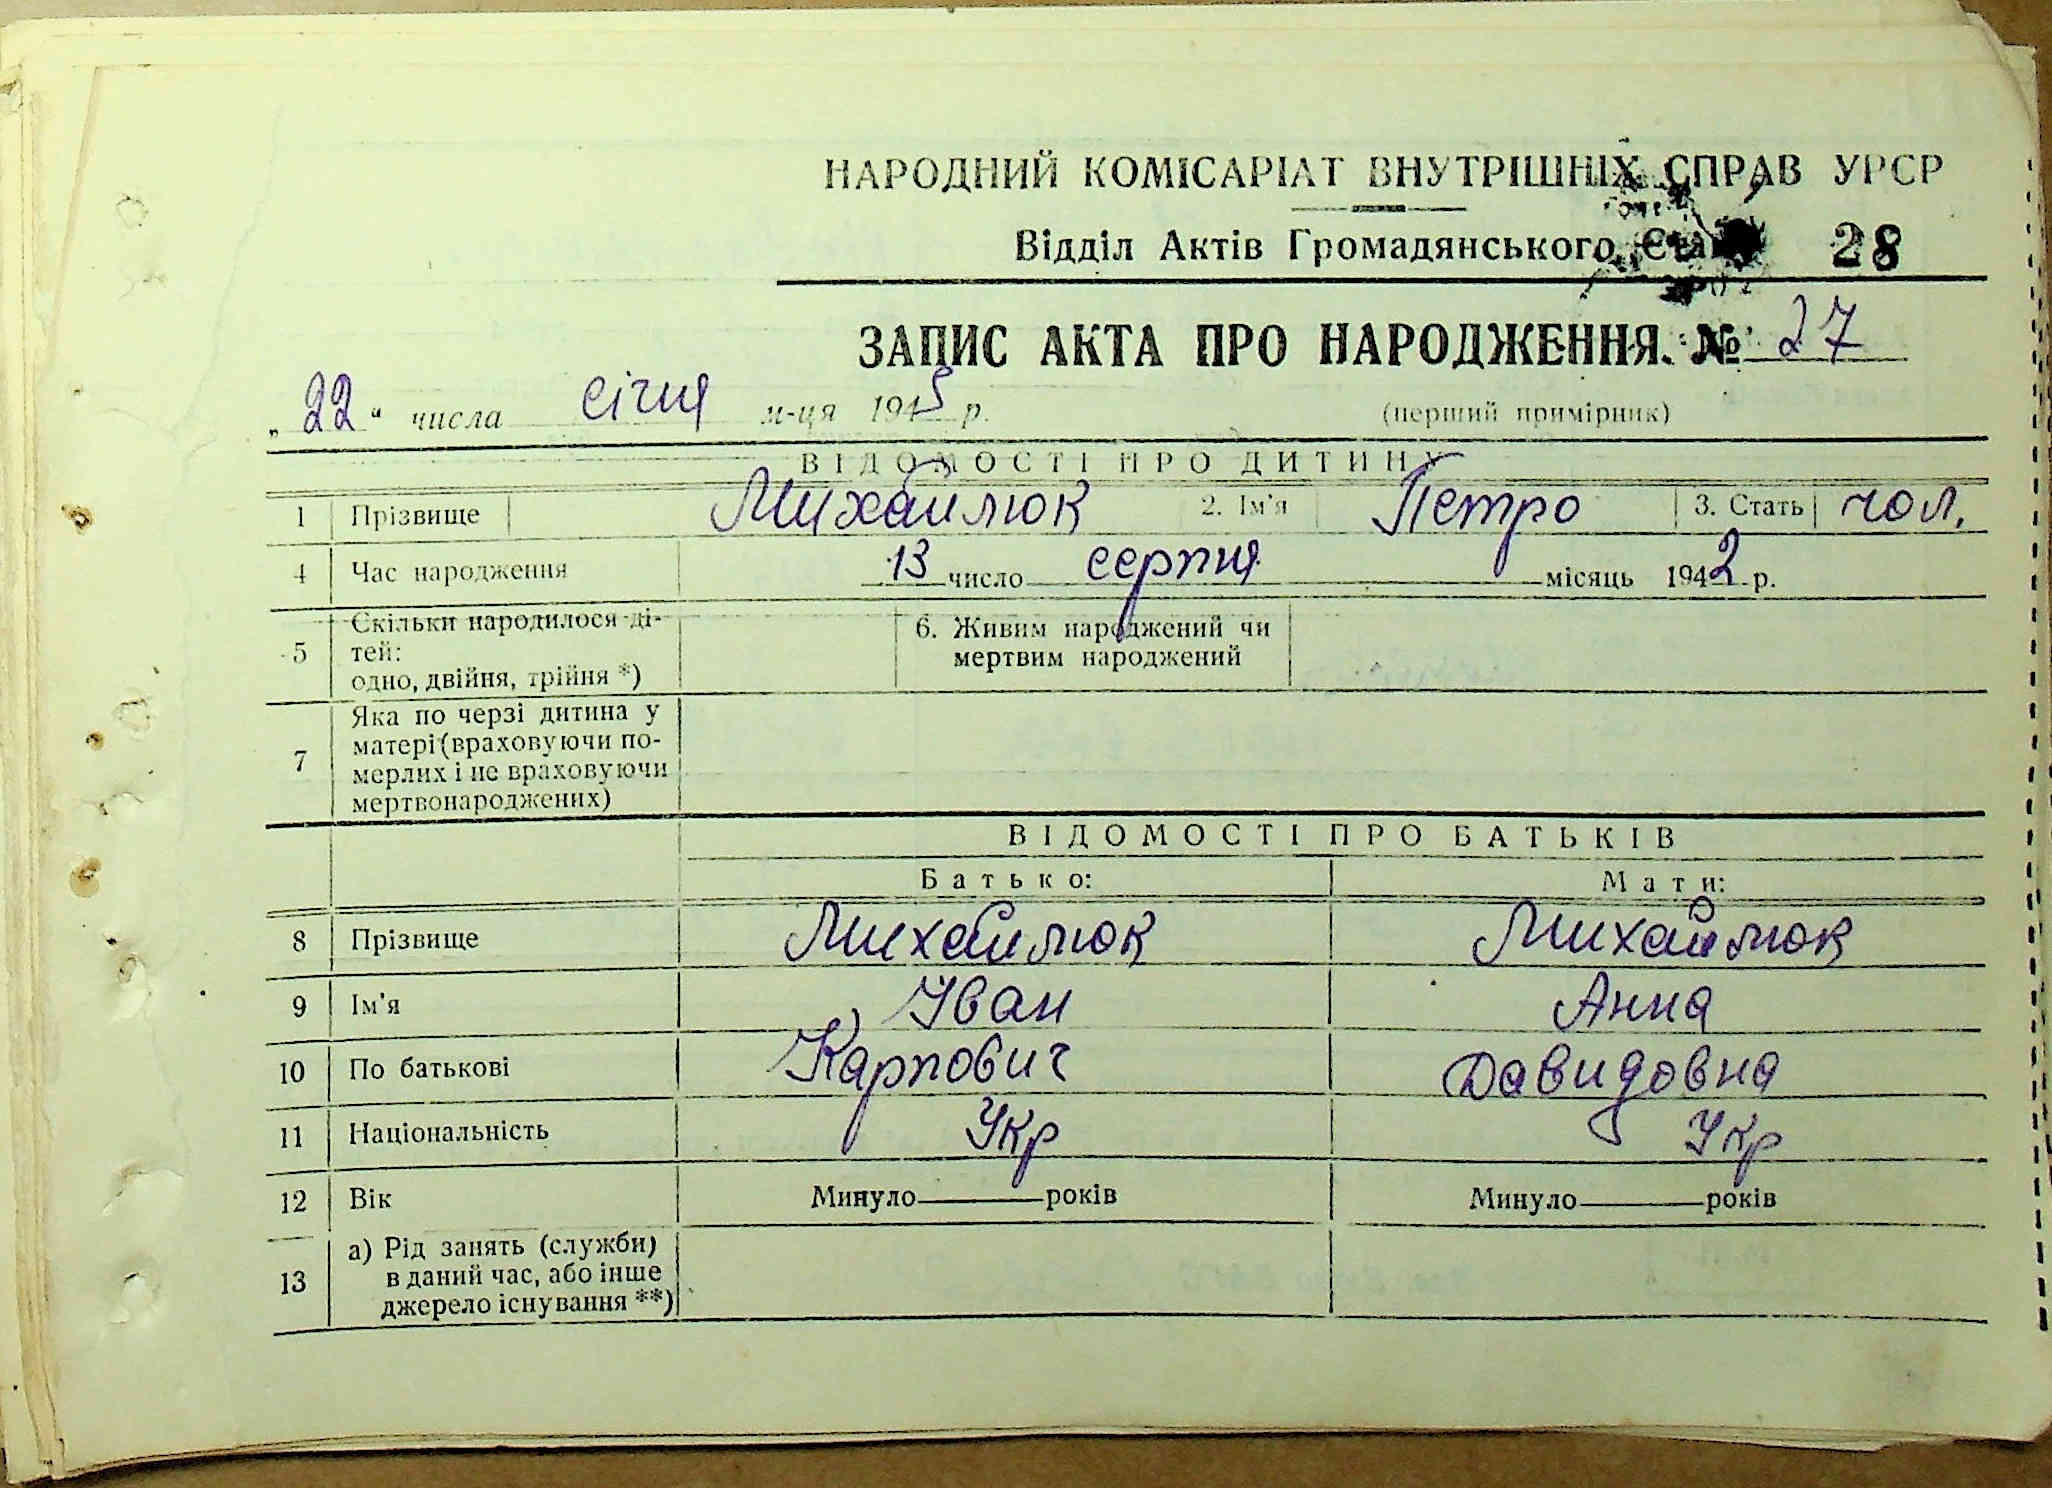 НАРОДНИЙ КОМІСАРІАТ ВНУТРІШНІХ СПРАВ УРСР
Відділ Актів Громадянського 28
ЗАПИС АКТА ПРО НАРОДЖЕННЯ № 27
„22“ числа січня м-ця 1945 р. (перший примірник)
ВІДОМОСТІ ПРО ДИТИНУ
1 Прізвище Михайлюк 2. Ім'я Петро 3. Стать чол.
4 Час народження 13 число серпня місяць 1942 р.
5 Скільки народилося ді-
тей:
одно, двійня, трійня *)
6. Живим народжений чи
мертвим народжений
7 Яка по черзі дитина у
матері (враховуючи по-
мерлих і не враховуючи
мертвонароджених)
ВІДОМОСТІ ПРО БАТЬКІВ
Батько: Мати:
8 Прізвище Михайлюк Михайлюк
9 Ім'я Іван Анна
10 По батькові Карпович Давидовна
11 Національність Укр Укр
12 Вік Минуло років Минуло років
13 а) Рід занять (служби)
в даний час, або інше
джерело існування **)